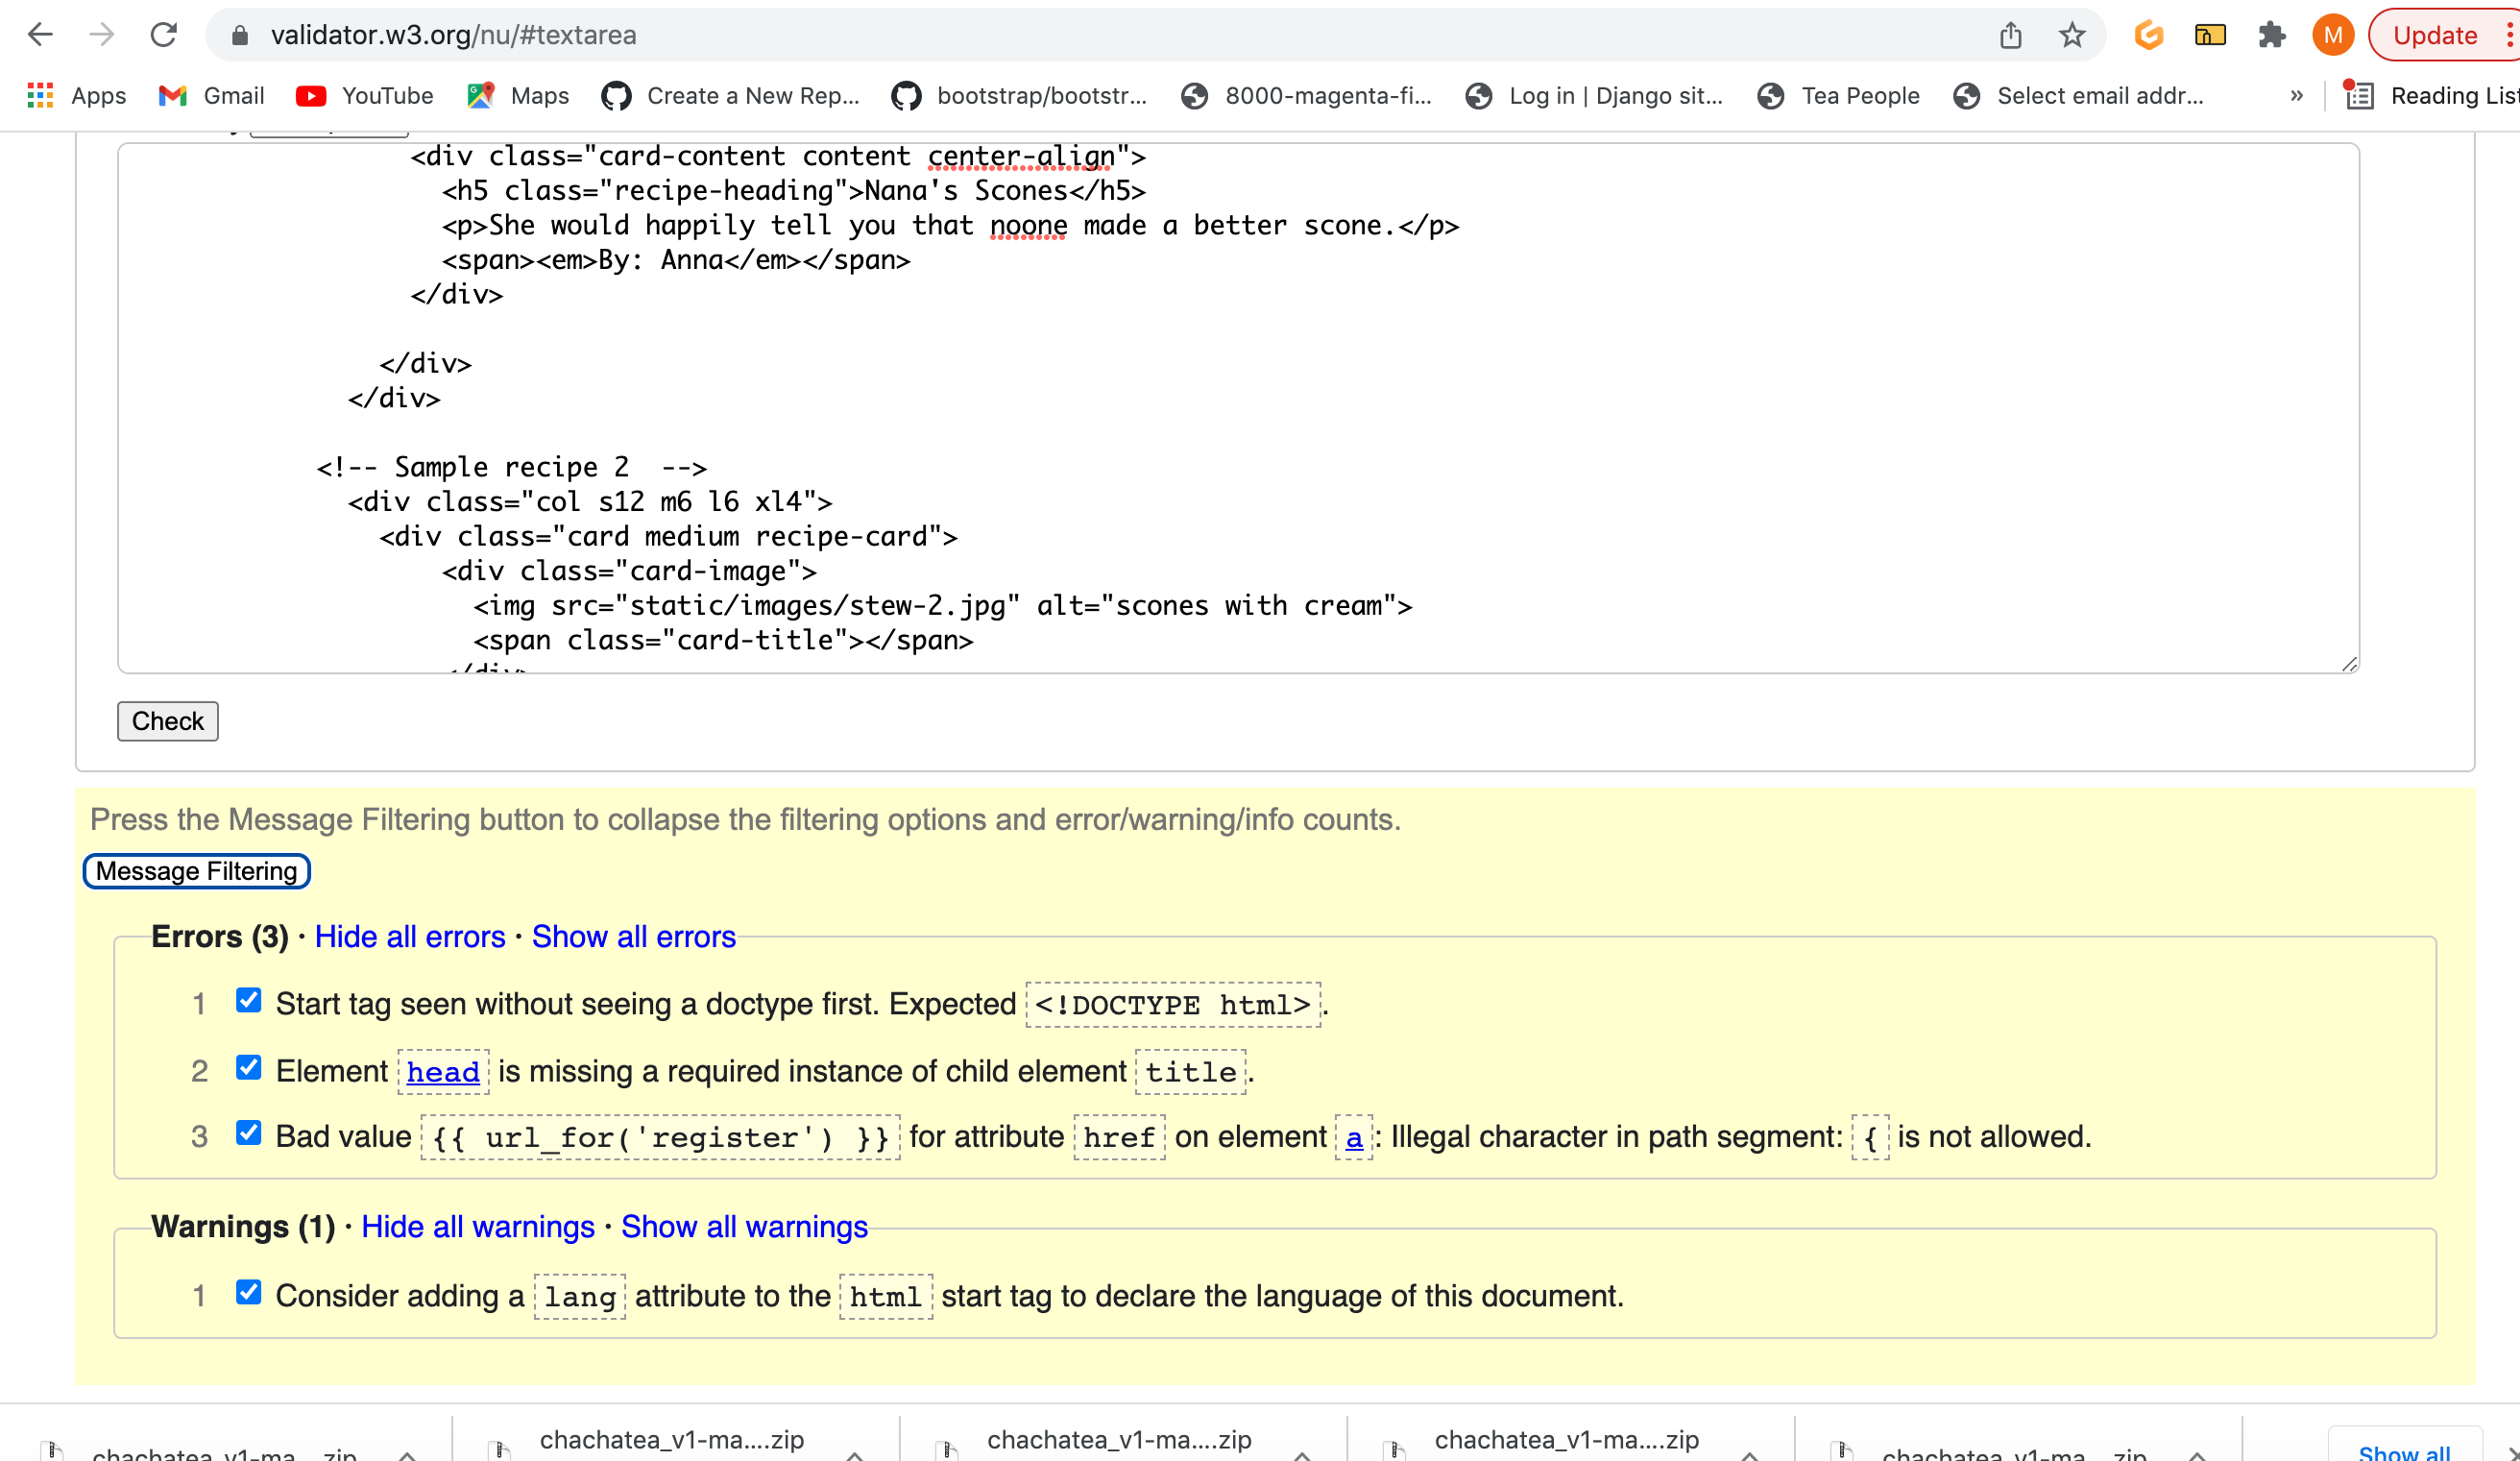 validator.w3.org/nu/#textarea
M
Update
Apps
Gmail
YouTube
Maps
Create a New Rep...
bootstrap/bootstr...
8000-magenta-fi...
Log in | Django sit...
Tea People
Select email addr...
»
Reading List
<div class="card-content content center-align">
<h5 class="recipe-heading">Nana's Scones</h5>
<p>She would happily tell you that noone made a better scone.</p>
<span><em>By: Anna</em></span>
</div>
</div>
</div>
<!-- Sample recipe 2  -->
<div class="col s12 m6 l6 xl4">
<div class="card medium recipe-card">
<div class="card-image">
<img src="static/images/stew-2.jpg" alt="scones with cream">
<span class="card-title"></span>
</div>
Check
Press the Message Filtering button to collapse the filtering options and error/warning/info counts.
Message Filtering
Errors (3) · Hide all errors · Show all errors
1 Start tag seen without seeing a doctype first. Expected <!DOCTYPE html>.
2 Element head is missing a required instance of child element title.
3 Bad value {{ url_for('register') }} for attribute href on element a: Illegal character in path segment: { is not allowed.
Warnings (1) · Hide all warnings · Show all warnings
1 Consider adding a lang attribute to the html start tag to declare the language of this document.
chachatea_v1-ma....zip
chachatea_v1-ma....zip
chachatea_v1-ma....zip
chachatea_v1-ma....zip
chachatea_v1-ma....zip
Show all